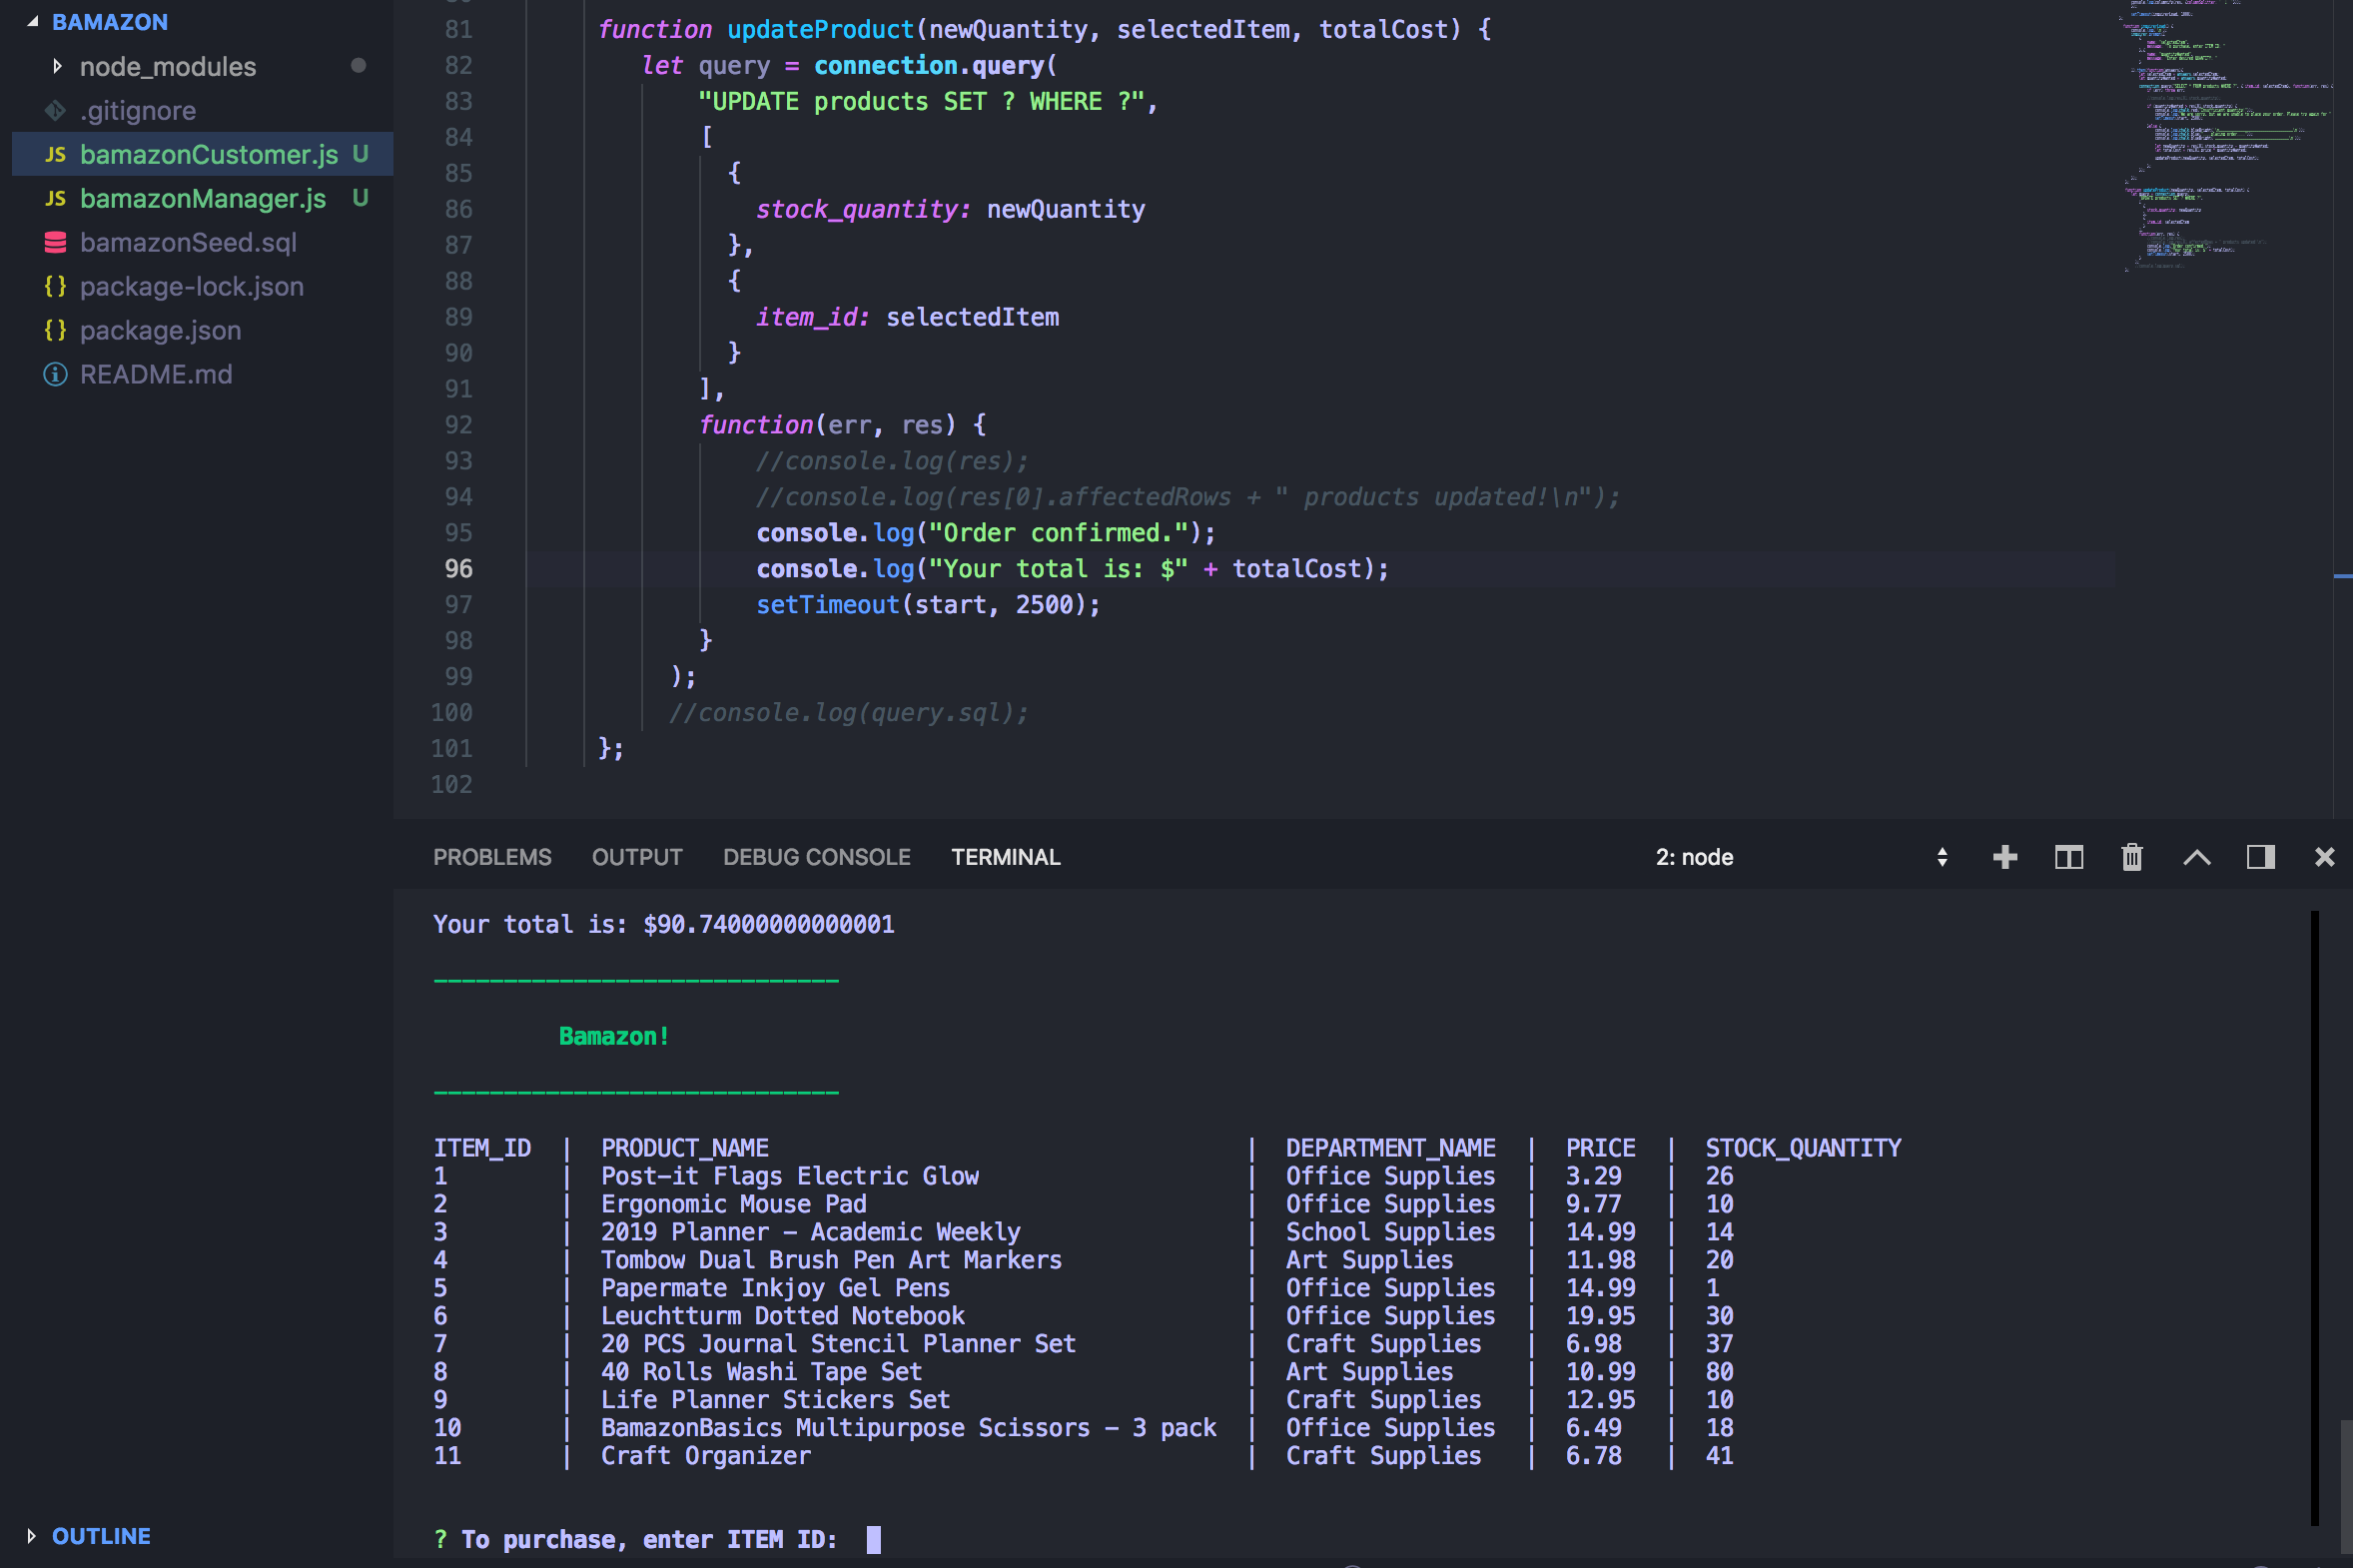 BAMAZON
node_modules
.gitignore
JS bamazonCustomer.js U
JS bamazonManager.js U
bamazonSeed.sql
{} package-lock.json
{} package.json
README.md
OUTLINE
81 function updateProduct(newQuantity, selectedItem, totalCost) {
82 let query = connection.query(
83 "UPDATE products SET ? WHERE ?",
84 [
85 {
86 stock_quantity: newQuantity
87 },
88 {
89 item_id: selectedItem
90 }
91 ],
92 function(err, res) {
93 //console.log(res);
94 //console.log(res[0].affectedRows + " products updated!\n");
95 console.log("Order confirmed.");
96 console.log("Your total is: $" + totalCost);
97 setTimeout(start, 2500);
98 }
99 );
100 //console.log(query.sql);
101 };
102
PROBLEMS OUTPUT DEBUG CONSOLE TERMINAL 2: node
Your total is: $90.74000000000001
_____________________________
Bamazon!
_____________________________
ITEM_ID | PRODUCT_NAME | DEPARTMENT_NAME | PRICE | STOCK_QUANTITY
1 | Post-it Flags Electric Glow | Office Supplies | 3.29 | 26
2 | Ergonomic Mouse Pad | Office Supplies | 9.77 | 10
3 | 2019 Planner - Academic Weekly | School Supplies | 14.99 | 14
4 | Tombow Dual Brush Pen Art Markers | Art Supplies | 11.98 | 20
5 | Papermate Inkjoy Gel Pens | Office Supplies | 14.99 | 1
6 | Leuchtturm Dotted Notebook | Office Supplies | 19.95 | 30
7 | 20 PCS Journal Stencil Planner Set | Craft Supplies | 6.98 | 37
8 | 40 Rolls Washi Tape Set | Art Supplies | 10.99 | 80
9 | Life Planner Stickers Set | Craft Supplies | 12.95 | 10
10 | BamazonBasics Multipurpose Scissors - 3 pack | Office Supplies | 6.49 | 18
11 | Craft Organizer | Craft Supplies | 6.78 | 41
? To purchase, enter ITEM ID: